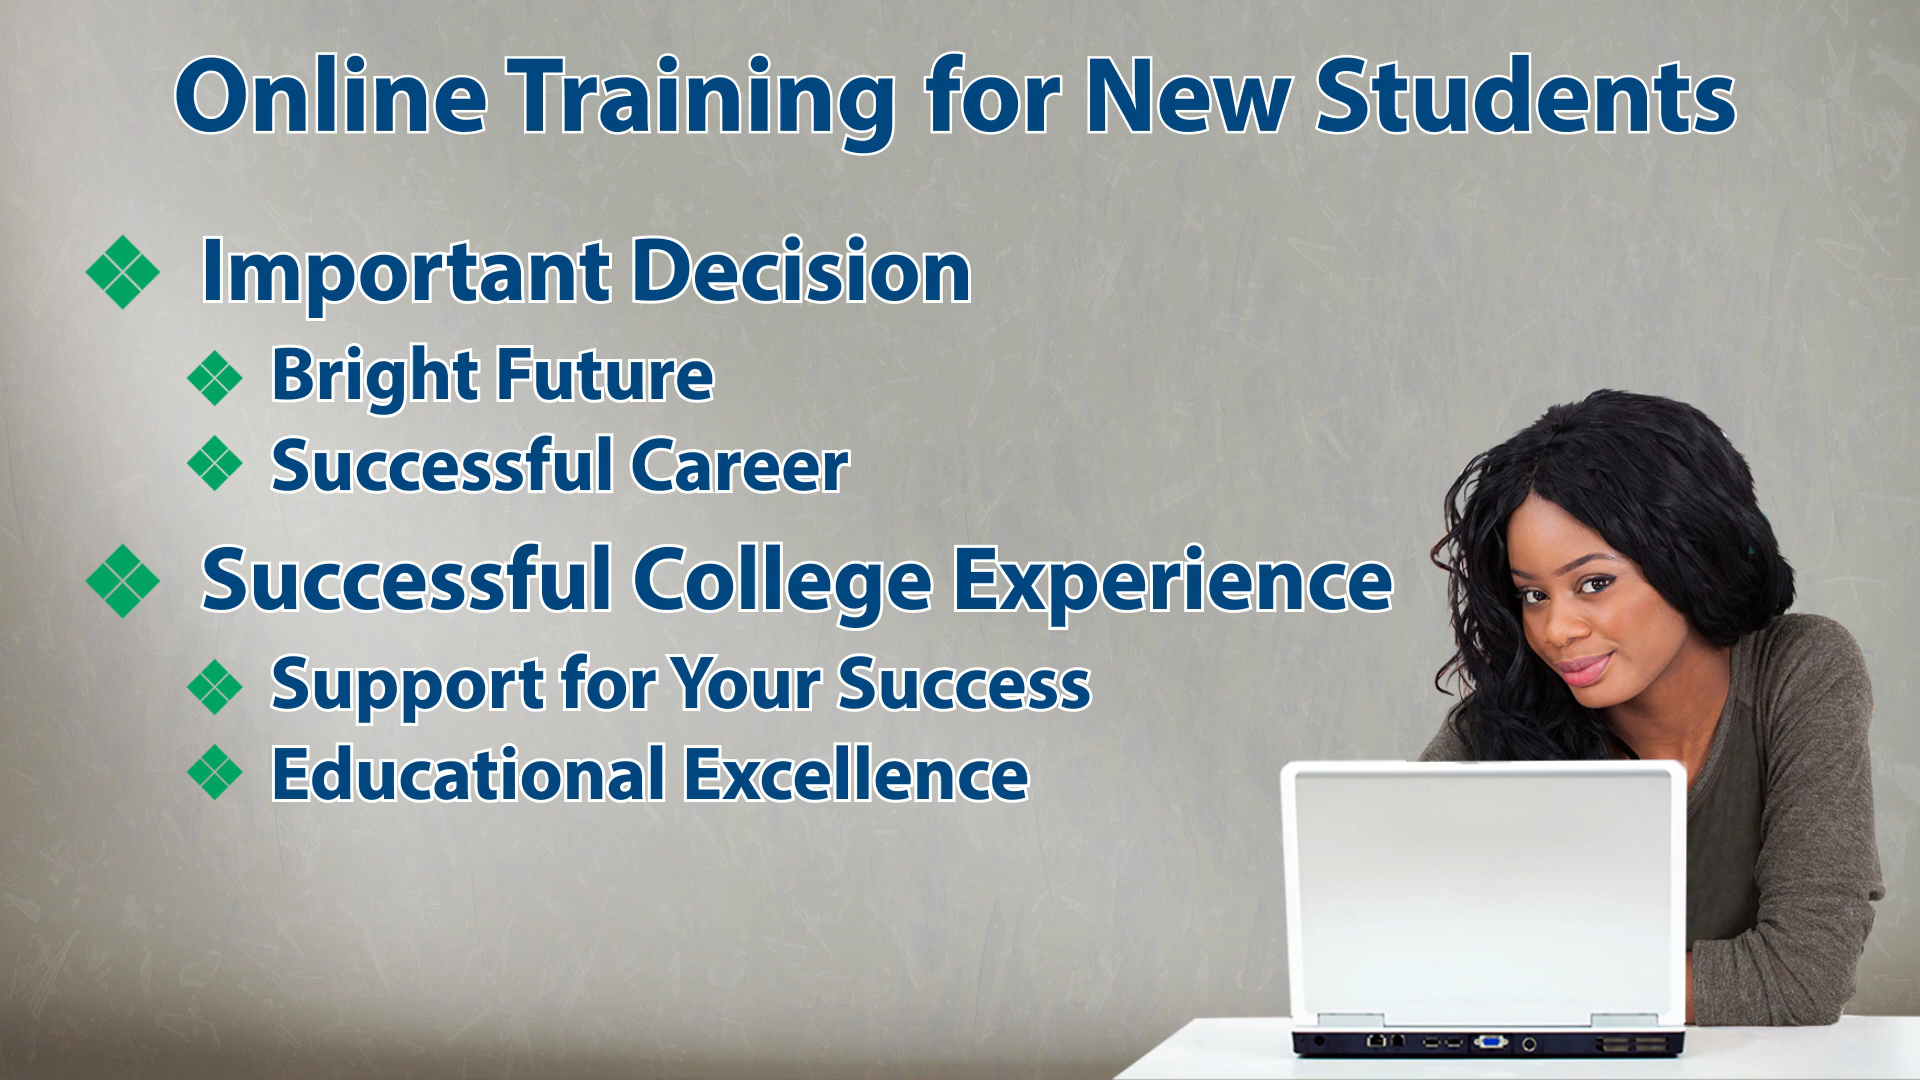 Online Training for New Students
Important Decision
Bright Future
Successful Career
Successful College Experience
Support for Your Success
Educational Excellence